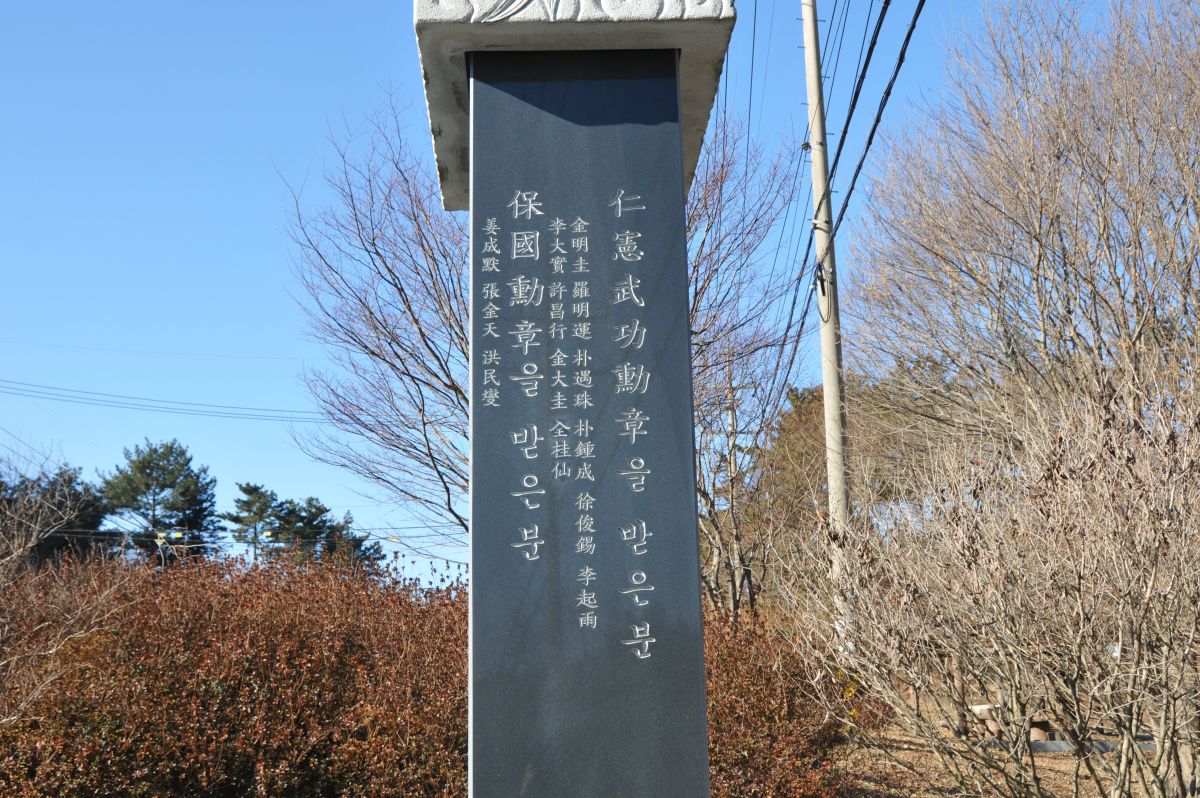 仁憲武功勳章을 받은분
金明圭 羅明運 朴遇珠 朴鍾成 徐俊錫 李起雨
李大實 許昌行 金大圭 全桂仙
保國勳章을 받은분
姜成默 張金天 洪民燮